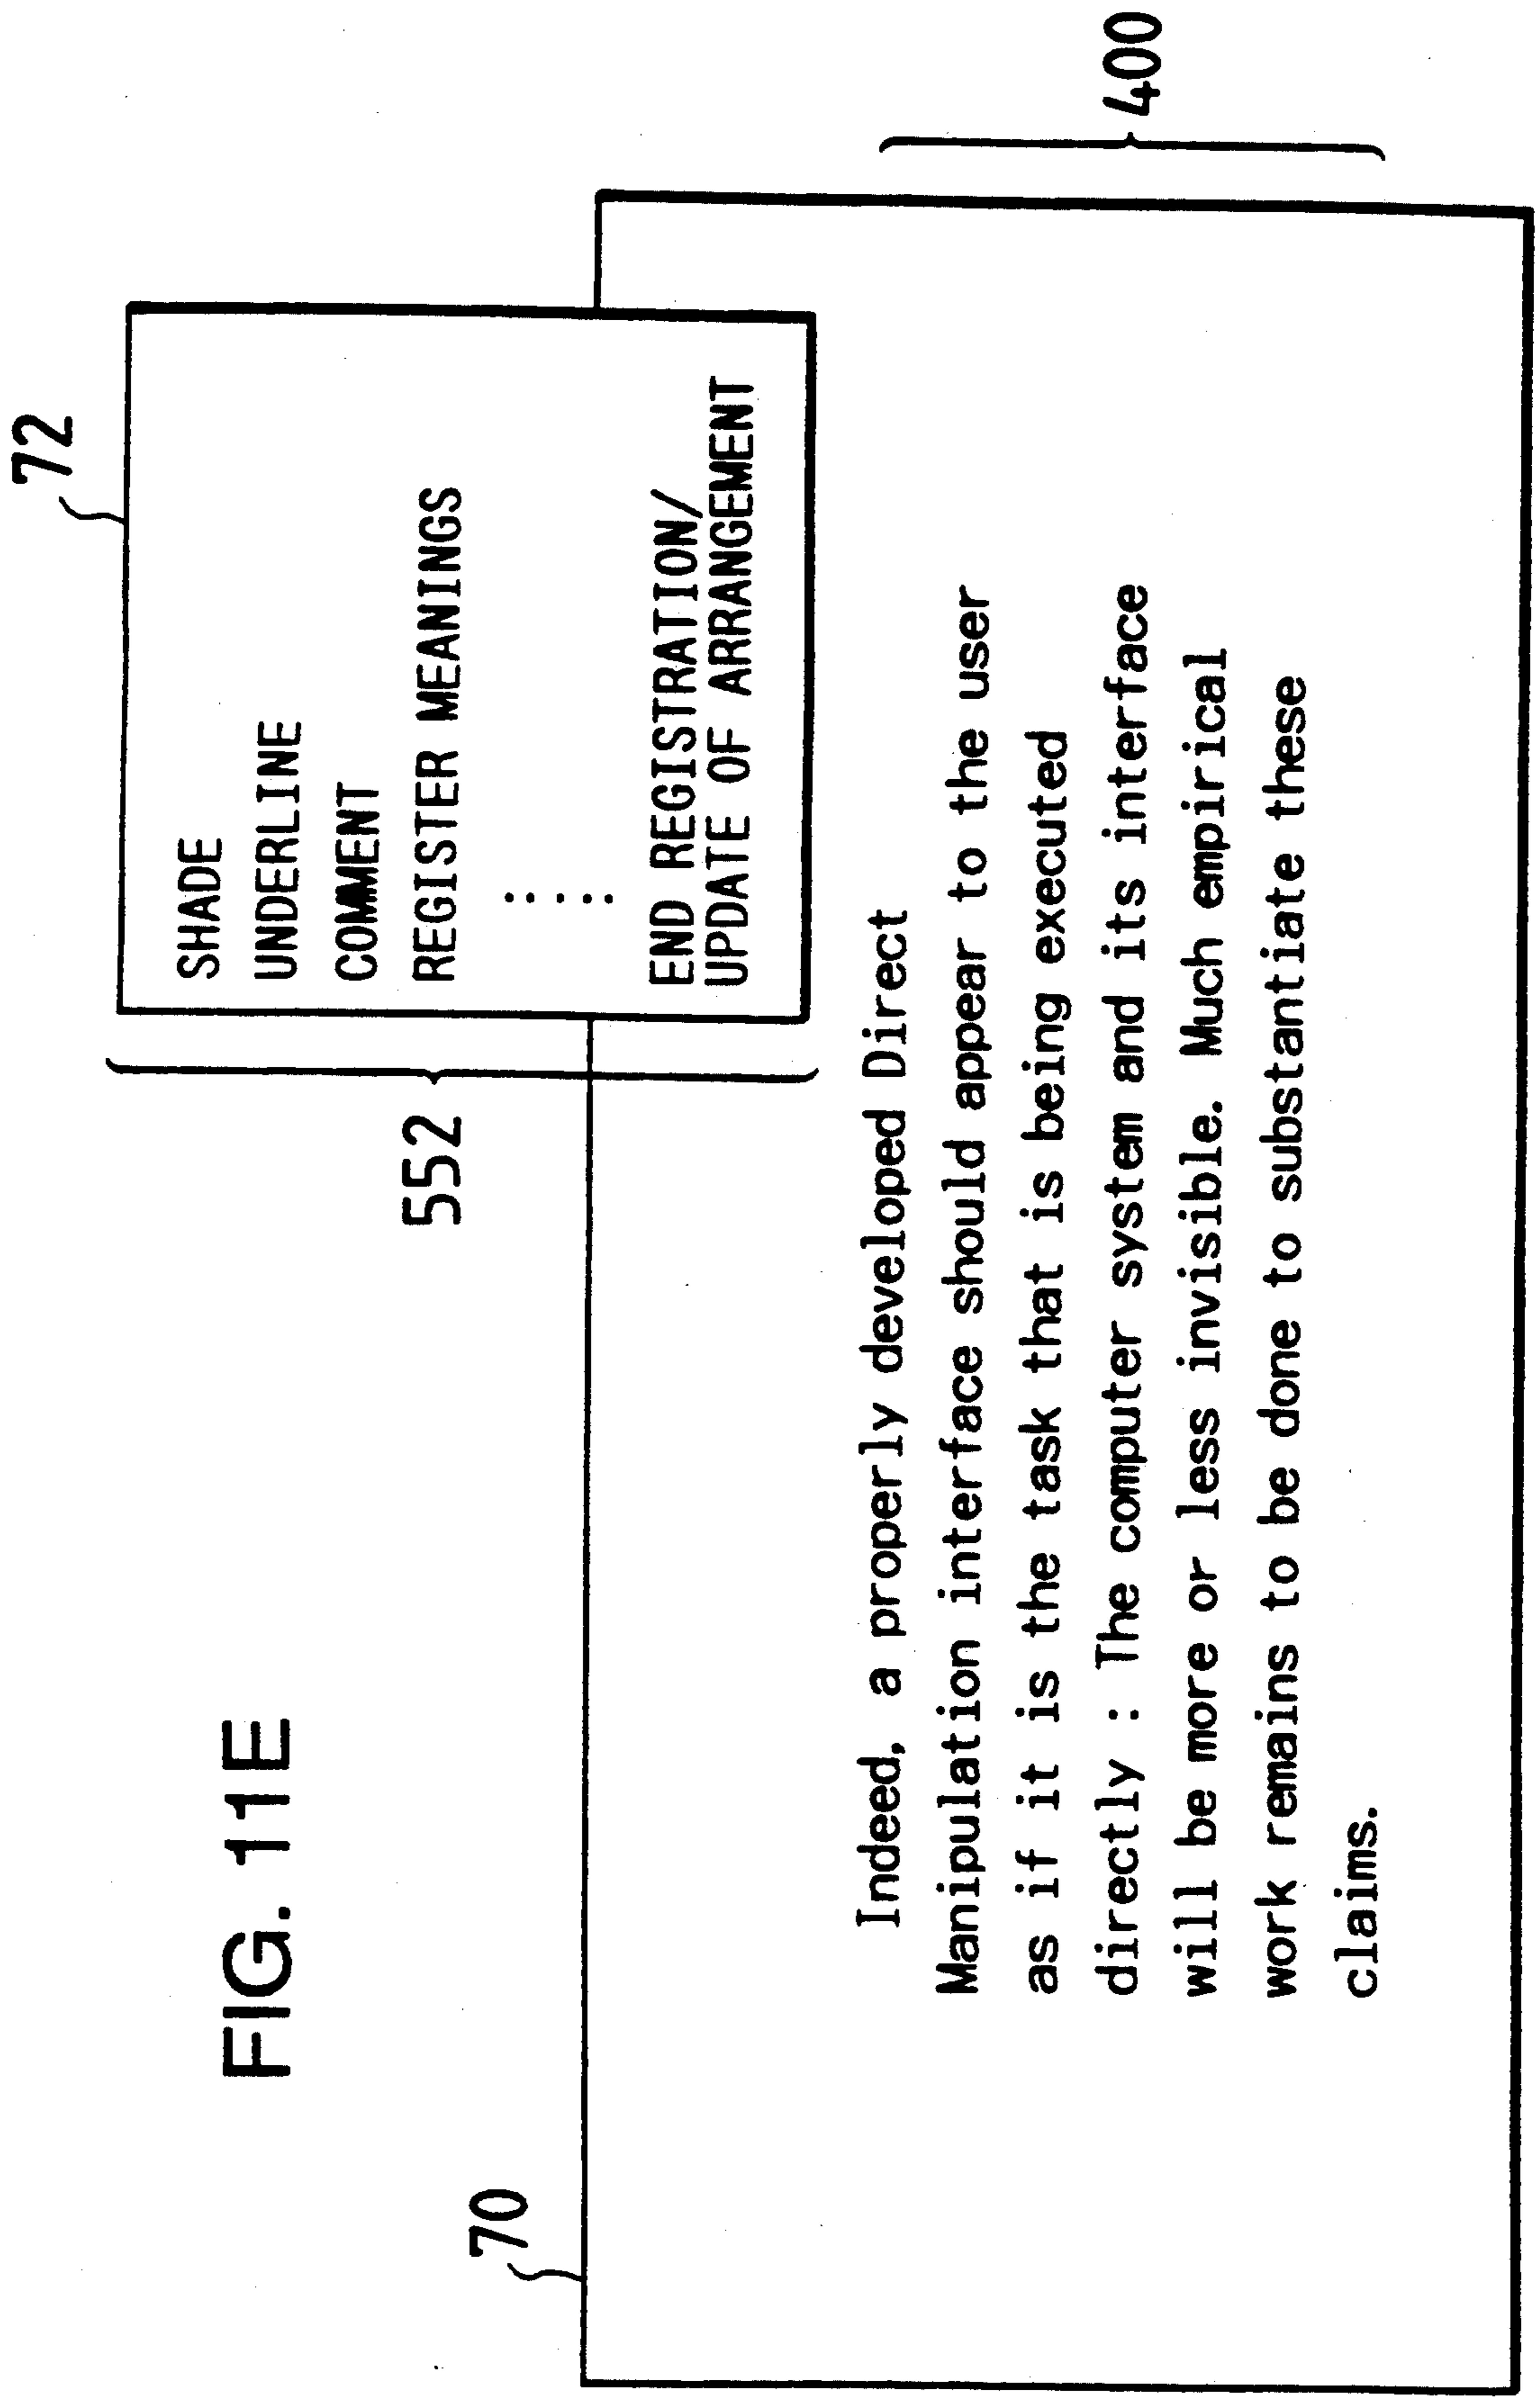 FIG. 11E
72
SHADE
UNDERLINE
COMMENT
REGISTER MEANINGS
.....
END REGISTRATION/
UPDATE OF ARRANGEMENT
552
70
Indeed, a properly developed Direct
Manipulation interface should appear to the user
as if it is the task that is being executed
directly : The computer system and its interface
will be more or less invisible. Much empirical
work remains to be done to substantiate these
claims.
400